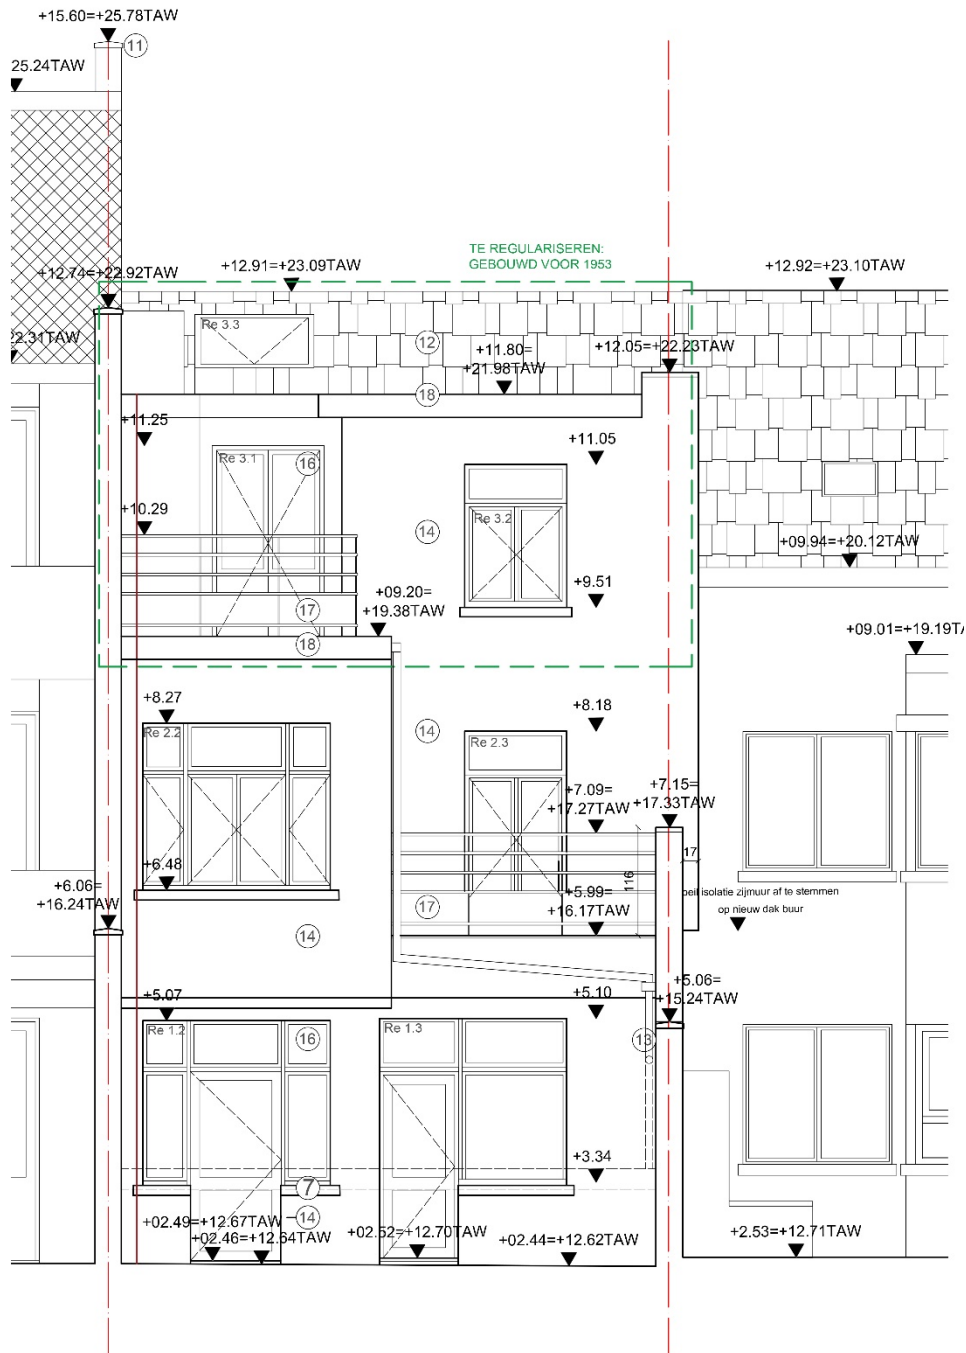 +15.60=+25.78TAW
11
25.24TAW
TE REGULARISEREN:
GEBOUWD VOOR 1953
+12.74=+22.92TAW
+12.91=+23.09TAW
+12.92=+23.10TAW
22.31TAW
Re 3.3
12
+11.80=
+21.98TAW
+12.05=+22.23TAW
18
+11.25
+11.05
Re 3.1
16
+10.29
Re 3.2
14
+09.94=+20.12TAW
+9.51
+09.20=
+19.38TAW
17
18
+09.01=+19.19TA
+8.27
+8.18
Re 2.2
14
Re 2.3
+7.09=
+17.27TAW
+7.15=
+17.33TAW
17
+6.48
116
+6.06=
+16.24TAW
+5.99=
+16.17TAW
peil isolatie zijmuur af te stemmen
op nieuw dak buur
17
14
+5.07
+5.10
+5.06=
+15.24TAW
Re 1.2
16
Re 1.3
13
+3.34
7
14
+02.49=+12.67TAW
+02.46=+12.64TAW
+02.52=+12.70TAW
+02.44=+12.62TAW
+2.53=+12.71TAW